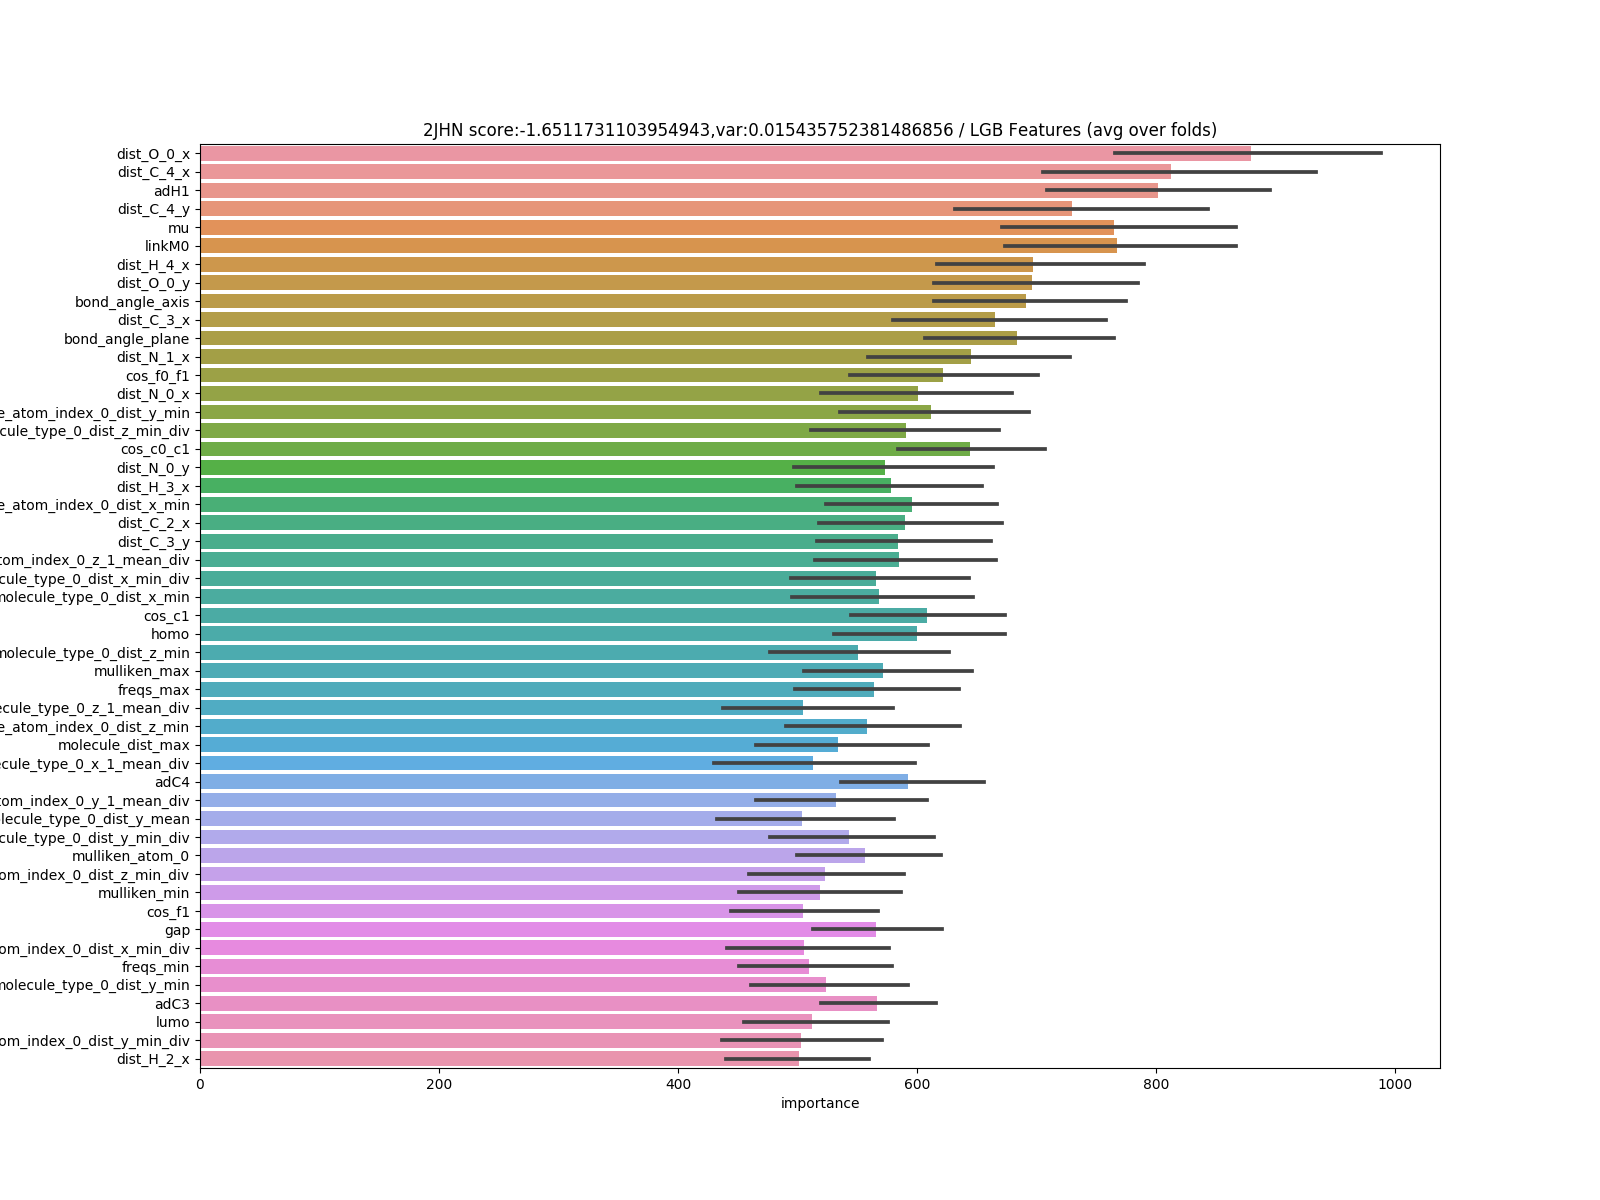 2JHN score:-1.6511731103954943,var:0.015435752381486856 / LGB Features (avg over folds)
dist_O_0_x
dist_C_4_x
adH1
dist_C_4_y
mu
linkM0
dist_H_4_x
dist_O_0_y
bond_angle_axis
dist_C_3_x
bond_angle_plane
dist_N_1_x
cos_f0_f1
dist_N_0_x
e_atom_index_0_dist_y_min
cule_type_0_dist_z_min_div
cos_c0_c1
dist_N_0_y
dist_H_3_x
e_atom_index_0_dist_x_min
dist_C_2_x
dist_C_3_y
tom_index_0_z_1_mean_div
cule_type_0_dist_x_min_div
molecule_type_0_dist_x_min
cos_c1
homo
molecule_type_0_dist_z_min
mulliken_max
freqs_max
ecule_type_0_z_1_mean_div
e_atom_index_0_dist_z_min
molecule_dist_max
ecule_type_0_x_1_mean_div
adC4
tom_index_0_y_1_mean_div
lecule_type_0_dist_y_mean
cule_type_0_dist_y_min_div
mulliken_atom_0
om_index_0_dist_z_min_div
mulliken_min
cos_f1
gap
om_index_0_dist_x_min_div
freqs_min
molecule_type_0_dist_y_min
adC3
lumo
om_index_0_dist_y_min_div
dist_H_2_x
0 200 400 600 800 1000
importance